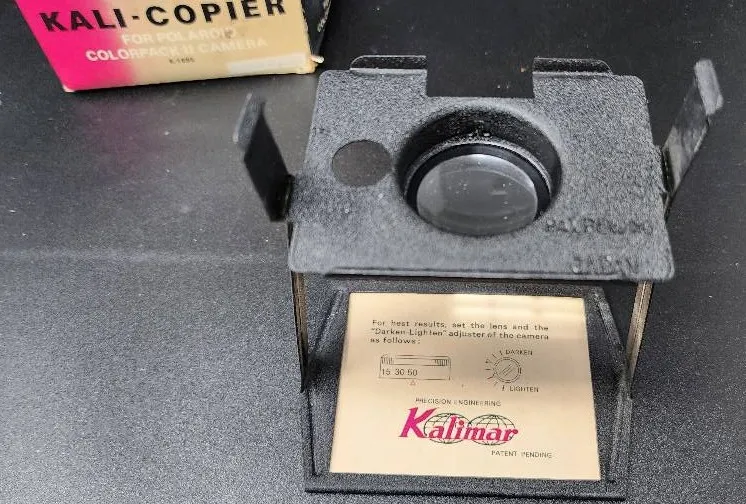 KALI-COPIER
FOR POLAROID
COLORPACK II CAMERA
JAPAN
For best results, set the lens and the
"Darken-Lighten" adjuster of the camera
as follows:
DARKEN
15 30 50
LIGHTEN
PRECISION ENGINEERING
Kalimar
PATENT PENDING